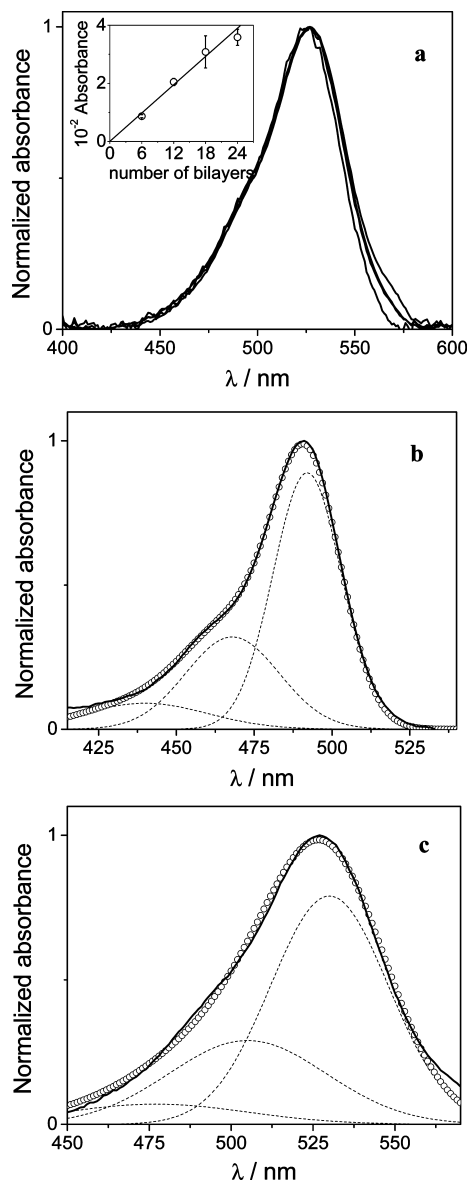 1
a
4
2
0
10⁻² Absorbance
0 6 12 18 24
number of bilayers
Normalized absorbance
0
400 450 500 550 600
λ / nm
1
b
Normalized absorbance
0
425 450 475 500 525
λ / nm
1
c
Normalized absorbance
0
450 475 500 525 550
λ / nm